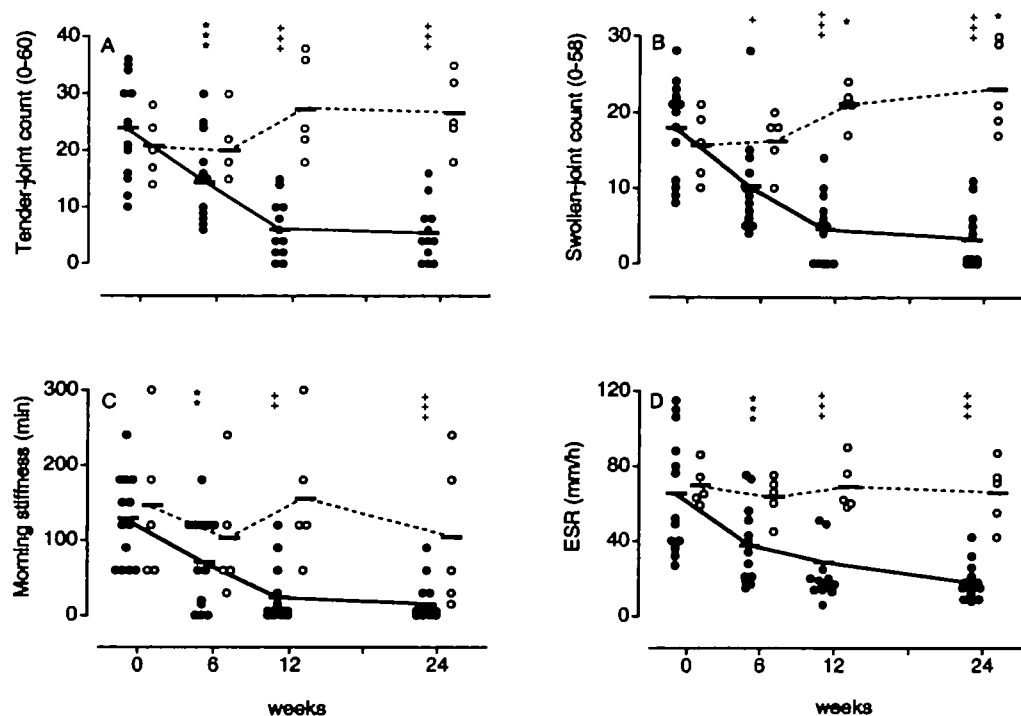 A
Tender-joint count (0-60)
40
30
20
10
0
***
+++
+++
B
Swollen-joint count (0-58)
30
20
10
0
+
+++
*
+++
*
C
Morning stiffness (min)
300
200
100
0
**
++
+++
0 6 12 24
weeks
D
ESR (mm/h)
120
80
40
0
***
+++
+++
0 6 12 24
weeks